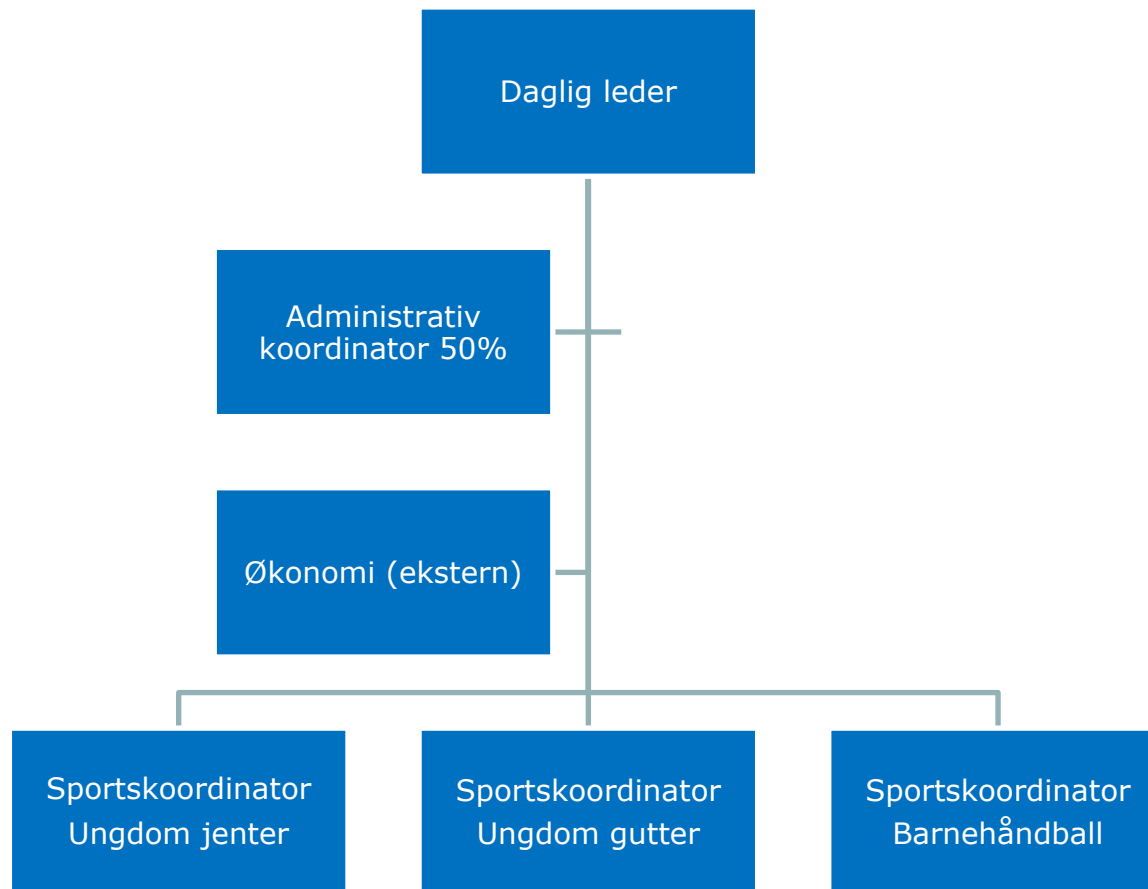 Daglig leder
Administrativ
koordinator 50%
Økonomi (ekstern)
Sportskoordinator
Ungdom jenter
Sportskoordinator
Ungdom gutter
Sportskoordinator
Barnehåndball